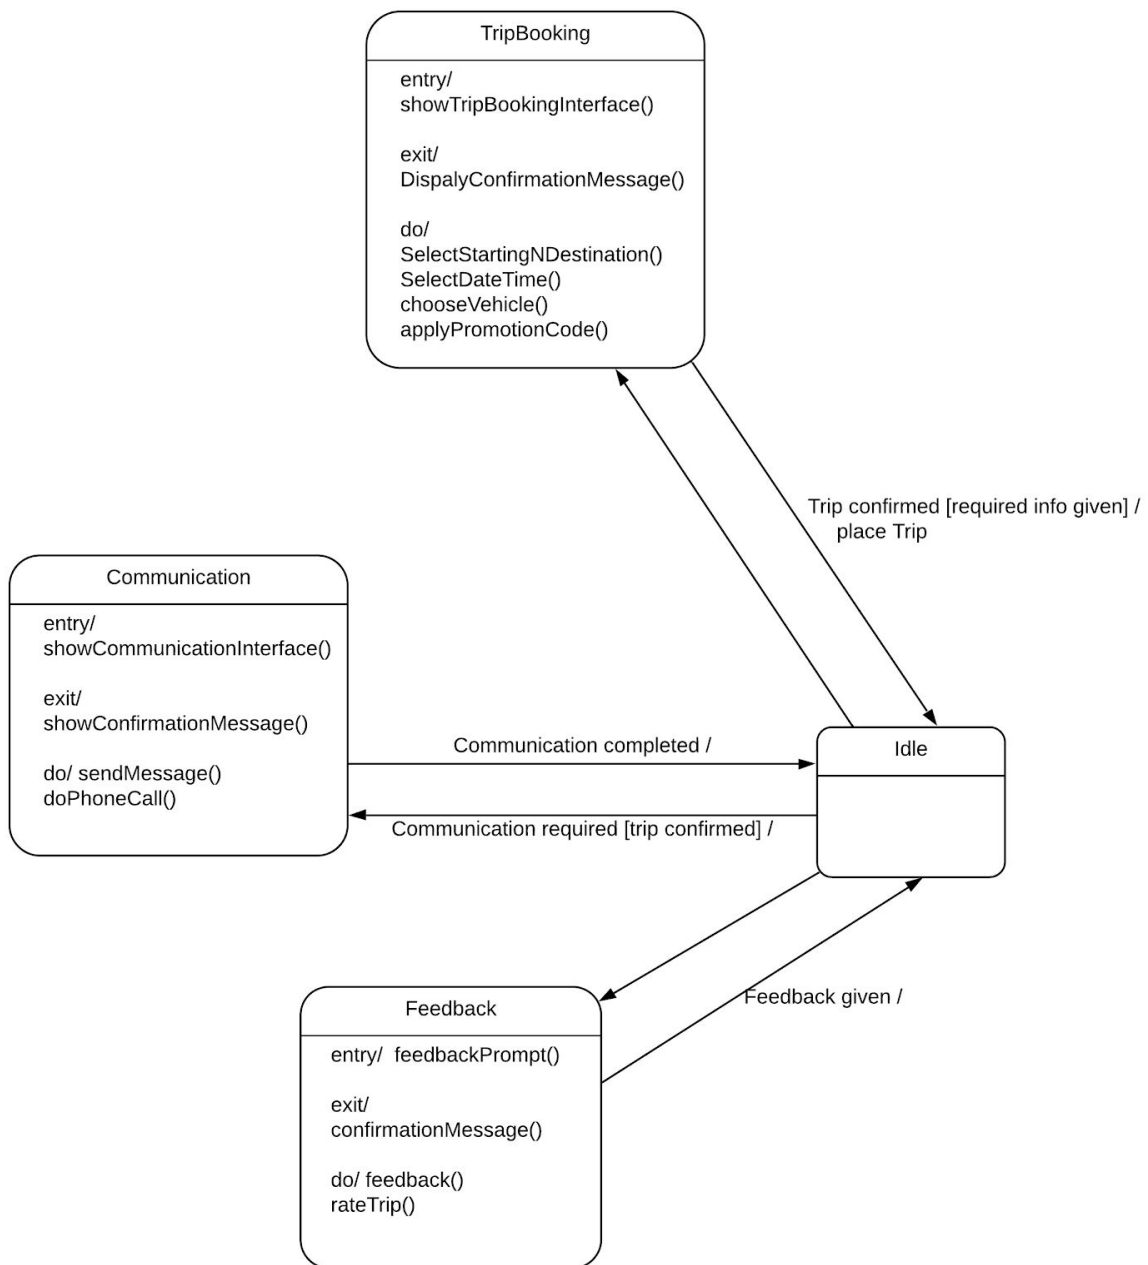 TripBooking
entry/
showTripBookingInterface()
exit/
DispalyConfirmationMessage()
do/
SelectStartingNDestination()
SelectDateTime()
chooseVehicle()
applyPromotionCode()
Trip confirmed [required info given] /
place Trip
Communication
entry/
showCommunicationInterface()
exit/
showConfirmationMessage()
do/ sendMessage()
doPhoneCall()
Communication completed /
Communication required [trip confirmed] /
Idle
Feedback given /
Feedback
entry/ feedbackPrompt()
exit/
confirmationMessage()
do/ feedback()
rateTrip()